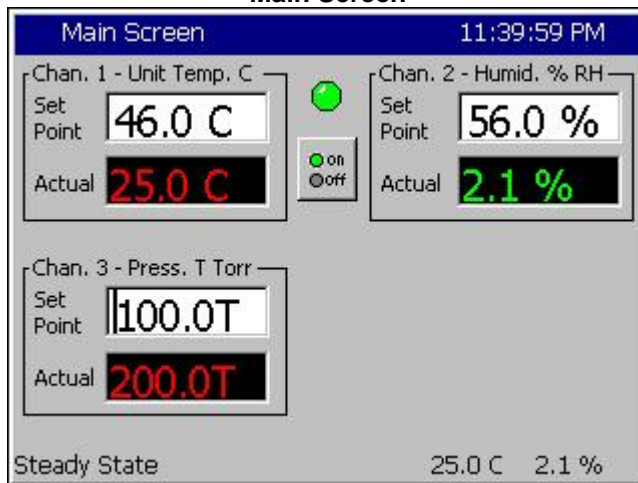 Main Screen
Main Screen 11:39:59 PM
Chan. 1 - Unit Temp. C
Set
Point
46.0 C
Actual
25.0 C
on
off
Chan. 2 - Humid. % RH
Set
Point
56.0 %
Actual
2.1 %
Chan. 3 - Press. T Torr
Set
Point
100.0T
Actual
200.0T
Steady State 25.0 C 2.1 %